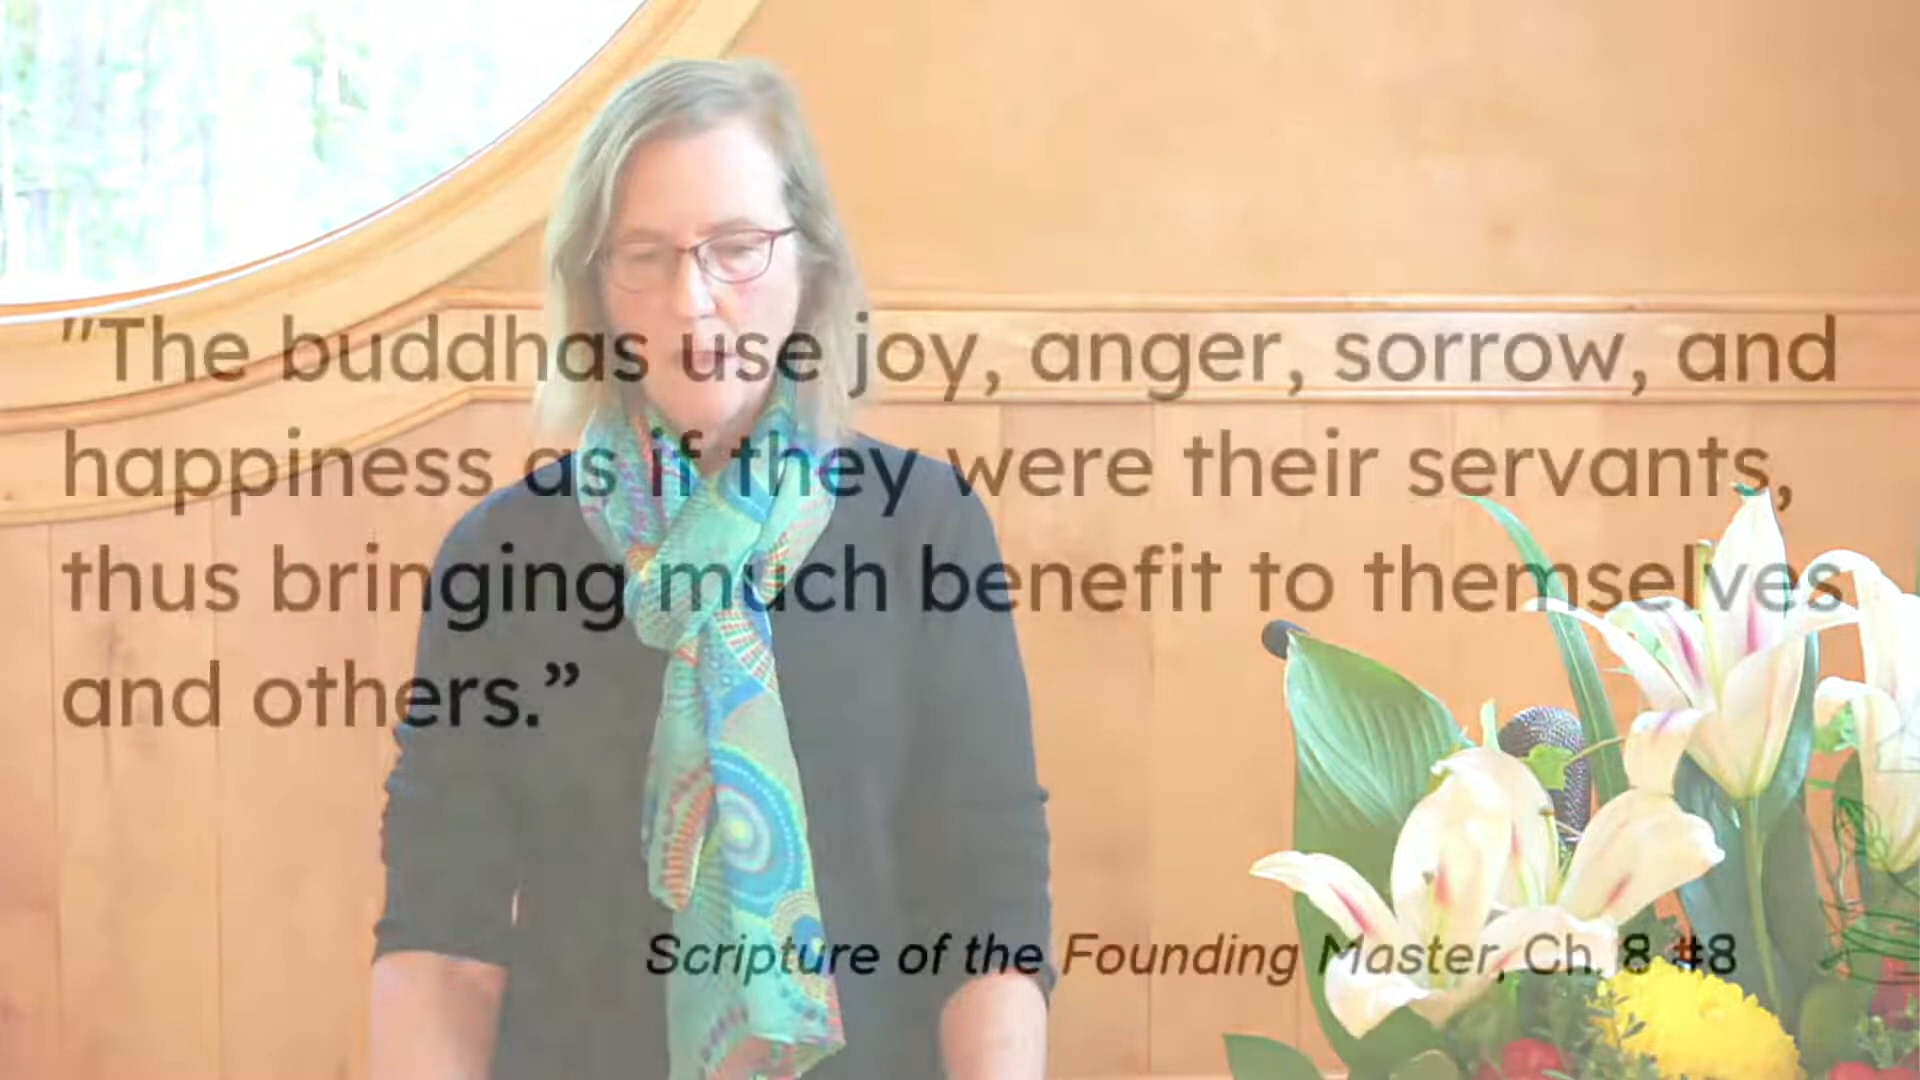 "The buddhas use joy, anger, sorrow, and
happiness as if they were their servants,
thus bringing much benefit to themselves
and others.”
Scripture of the Founding Master, Ch. 8 #8